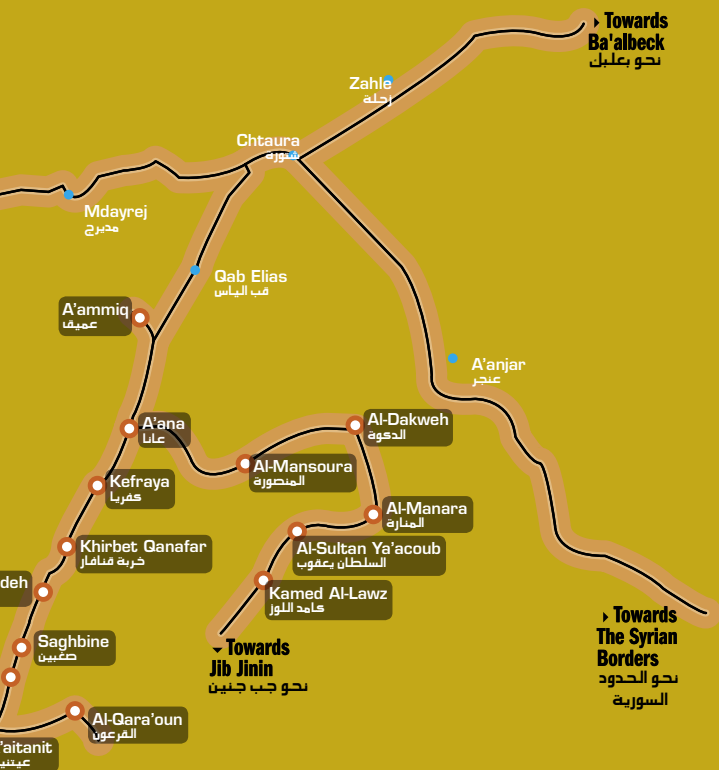 Towards
Ba'albeck
نحو بعلبك
Zahle
زحلة
Chtaura
شتورة
Mdayrej
مديرج
Qab Elias
قب الياس
A'ammiq
عميق
A'anjar
عنجر
A'ana
عانا
Al-Dakweh
الدكوة
Al-Mansoura
المنصورة
Kefraya
كفريا
Al-Manara
المنارة
Khirbet Qanafar
خربة قنافار
Al-Sultan Ya'acoub
السلطان يعقوب
deh
Kamed Al-Lawz
كامد اللوز
Towards
The Syrian
Borders
نحو الحدود
السورية
Saghbine
صغبين
Towards
Jib Jinin
نحو جب جنين
Al-Qara'oun
القرعون
'aitanit
عيتني